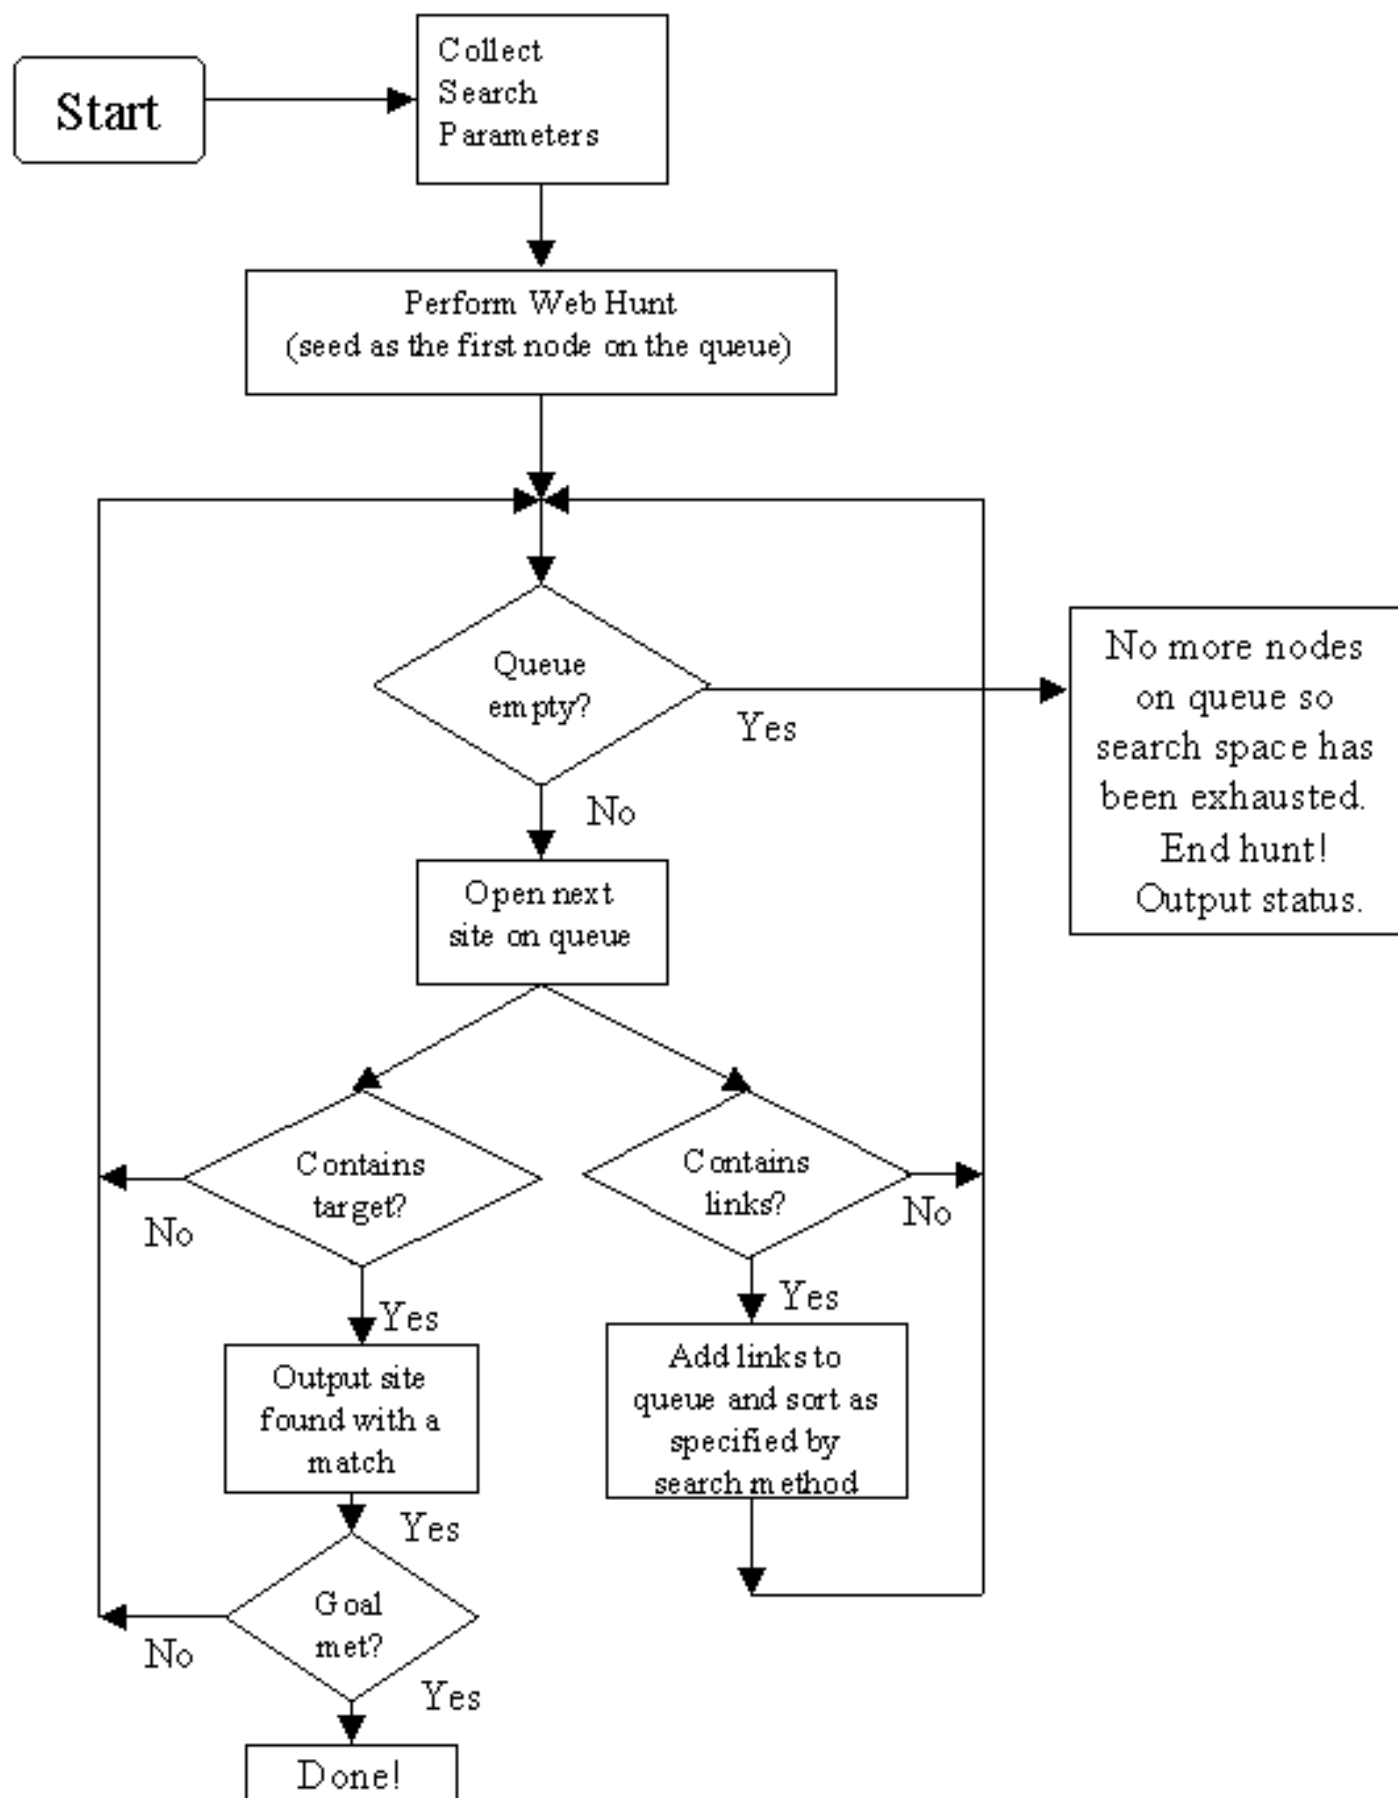 Start
Collect
Search
Parameters
Perform Web Hunt
(seed as the first node on the queue)
Queue
empty?
Yes
No
No more nodes
on queue so
search space has
been exhausted.
End hunt!
Output status.
Open next
site on queue
Contains
target?
No
Yes
Contains
links?
No
Yes
Output site
found with a
match
Yes
Add links to
queue and sort as
specified by
search method
Goal
met?
No
Yes
Done!